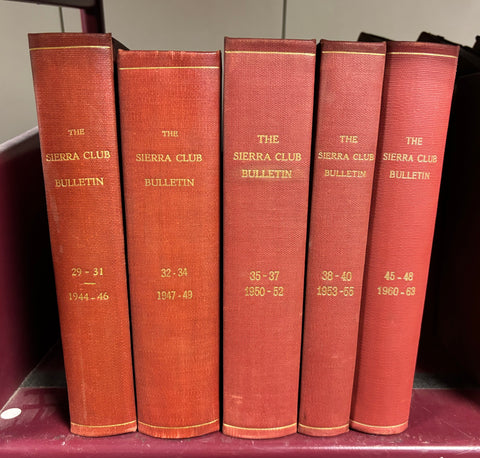 THE
SIERRA CLUB
BULLETIN
29 - 31
1944 - 46
THE
SIERRA CLUB
BULLETIN
32 - 34
1947 - 49
THE
SIERRA CLUB
BULLETIN
35 - 37
1950 - 52
THE
SIERRA CLUB
BULLETIN
38 - 40
1953 - 55
THE
SIERRA CLUB
BULLETIN
45 - 48
1960 - 63